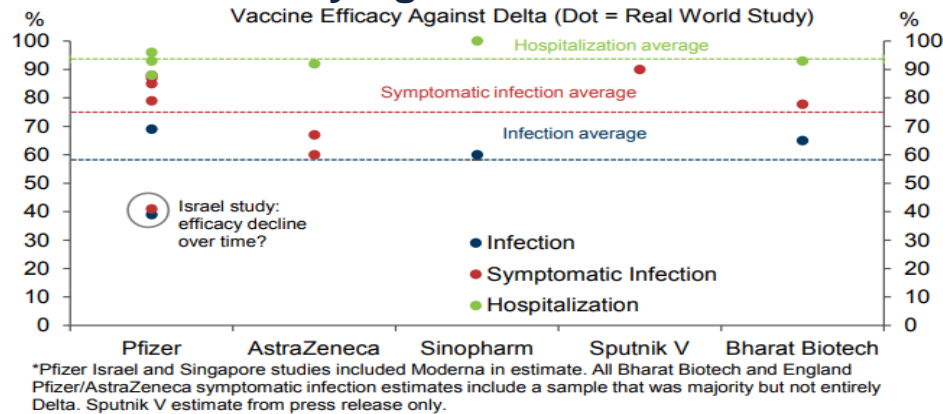 Vaccine Efficacy Against Delta (Dot = Real World Study)
% %
100 100
90 90
80 80
70 70
60 60
50 50
40 40
30 30
20 20
10 10
0 0
Hospitalization average
Symptomatic infection average
Infection average
Israel study:
efficacy decline
over time?
Infection
Symptomatic Infection
Hospitalization
Pfizer AstraZeneca Sinopharm Sputnik V Bharat Biotech
*Pfizer Israel and Singapore studies included Moderna in estimate. All Bharat Biotech and England
Pfizer/AstraZeneca symptomatic infection estimates include a sample that was majority but not entirely
Delta. Sputnik V estimate from press release only.